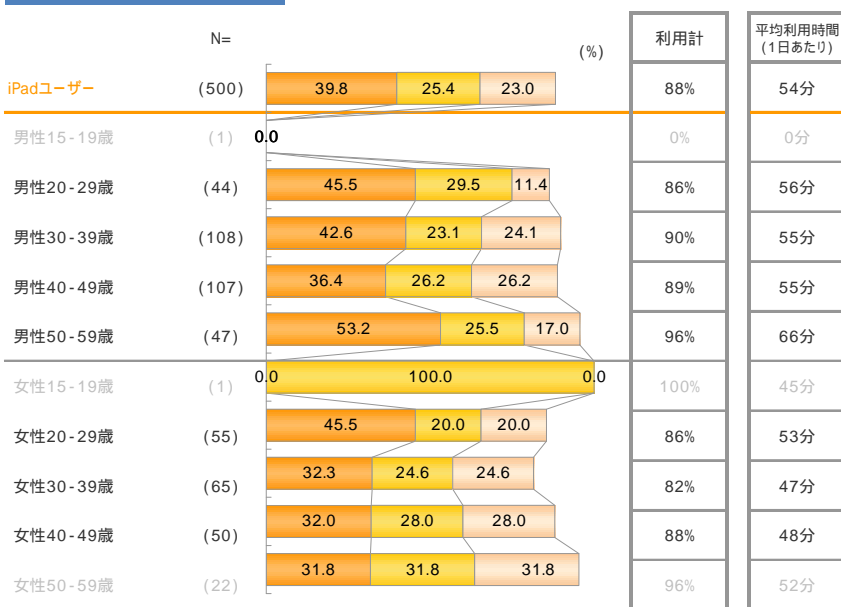 N=
(%)
利用計
平均利用時間
(1日あたり)
iPadユーザー (500) 39.8 25.4 23.0 88% 54分
男性15-19歳 (1) 0.0 0% 0分
男性20-29歳 (44) 45.5 29.5 11.4 86% 56分
男性30-39歳 (108) 42.6 23.1 24.1 90% 55分
男性40-49歳 (107) 36.4 26.2 26.2 89% 55分
男性50-59歳 (47) 53.2 25.5 17.0 96% 66分
女性15-19歳 (1) 0.0 100.0 0.0 100% 45分
女性20-29歳 (55) 45.5 20.0 20.0 86% 53分
女性30-39歳 (65) 32.3 24.6 24.6 82% 47分
女性40-49歳 (50) 32.0 28.0 28.0 88% 48分
女性50-59歳 (22) 31.8 31.8 31.8 96% 52分